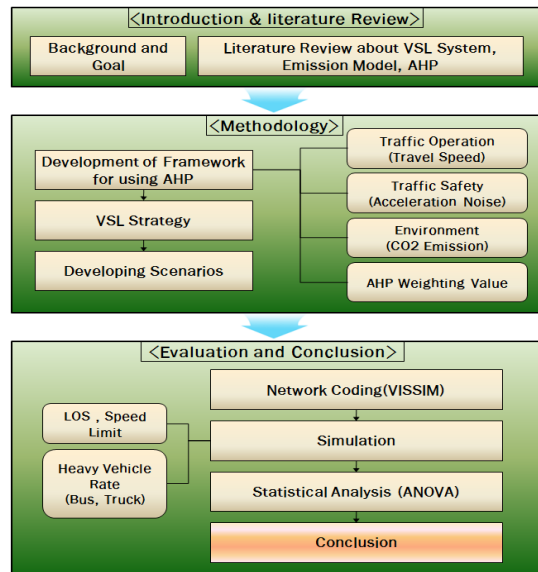 <Introduction & literature Review>
Background and
Goal
Literature Review about VSL System,
Emission Model, AHP
<Methodology>
Development of Framework
for using AHP
VSL Strategy
Developing Scenarios
Traffic Operation
(Travel Speed)
Traffic Safety
(Acceleration Noise)
Environment
(CO2 Emission)
AHP Weighting Value
<Evaluation and Conclusion>
Network Coding(VISSIM)
LOS , Speed
Limit
Simulation
Heavy Vehicle
Rate
(Bus, Truck)
Statistical Analysis (ANOVA)
Conclusion